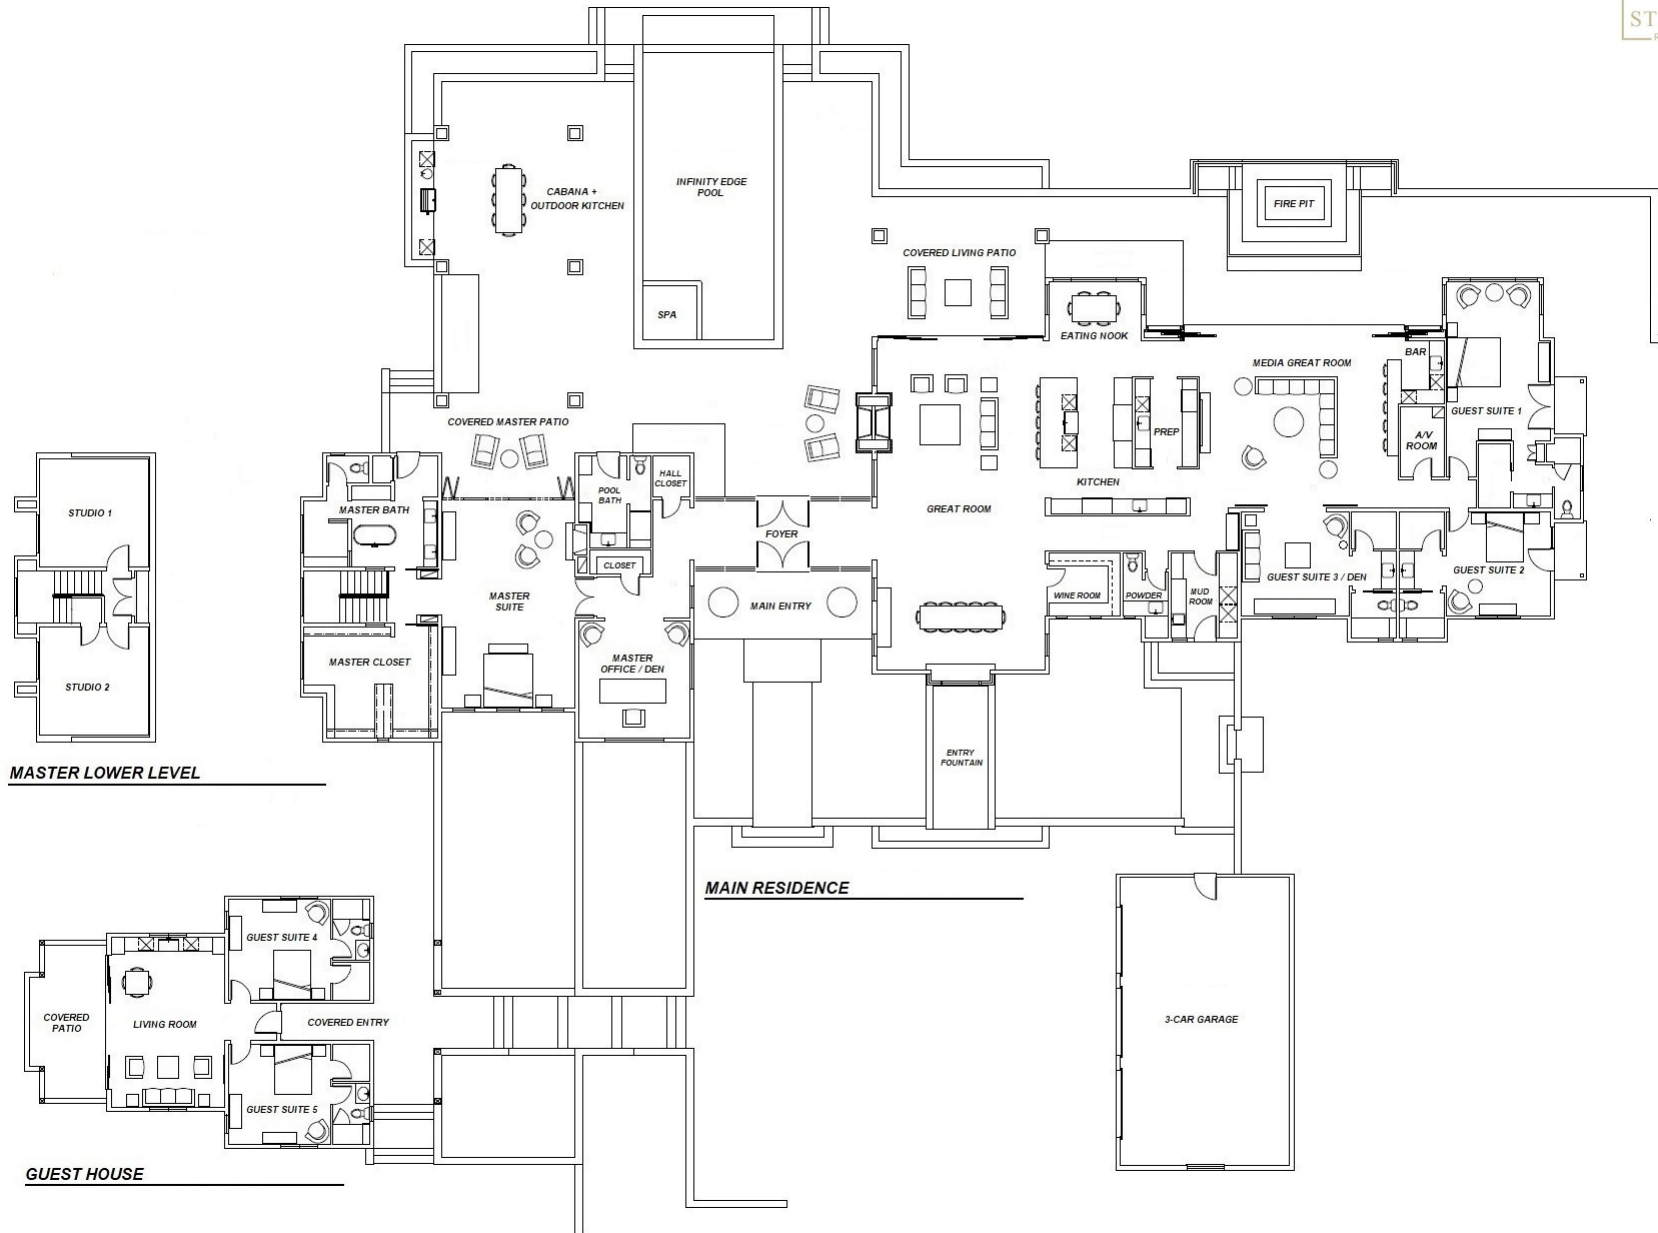 ST
CABANA +
OUTDOOR KITCHEN
INFINITY EDGE
POOL
FIRE PIT
COVERED LIVING PATIO
SPA
EATING NOOK
BAR
MEDIA GREAT ROOM
GUEST SUITE 1
COVERED MASTER PATIO
PREP
A/V
ROOM
HALL
CLOSET
POOL
BATH
KITCHEN
STUDIO 1
MASTER BATH
GREAT ROOM
FOYER
CLOSET
GUEST SUITE 3 / DEN
GUEST SUITE 2
MASTER
SUITE
MAIN ENTRY
WINE ROOM
POWDER
MUD
ROOM
MASTER CLOSET
MASTER
OFFICE / DEN
STUDIO 2
ENTRY
FOUNTAIN
MASTER LOWER LEVEL
MAIN RESIDENCE
GUEST SUITE 4
COVERED
PATIO
LIVING ROOM
COVERED ENTRY
3-CAR GARAGE
GUEST SUITE 5
GUEST HOUSE